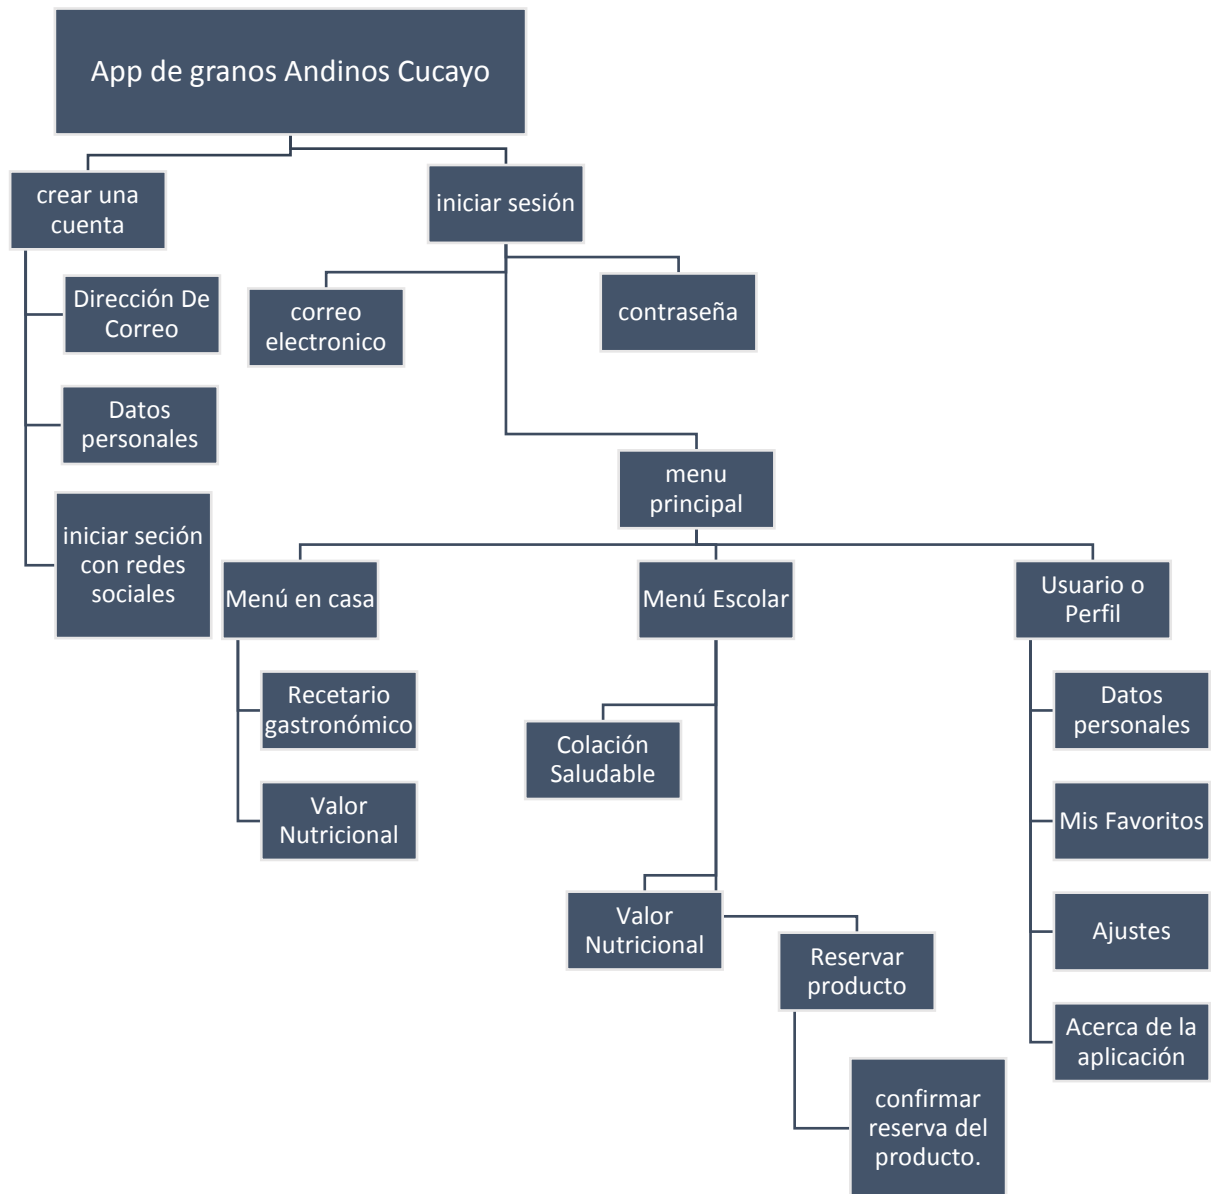 App de granos Andinos Cucayo
crear una
cuenta
iniciar sesión
Dirección De
Correo
correo
electronico
contraseña
Datos
personales
menu
principal
iniciar seción
con redes
sociales
Menú en casa
Menú Escolar
Usuario o
Perfil
Recetario
gastronómico
Colación
Saludable
Datos
personales
Valor
Nutricional
Mis Favoritos
Valor
Nutricional
Reservar
producto
Ajustes
Acerca de la
aplicación
confirmar
reserva del
producto.